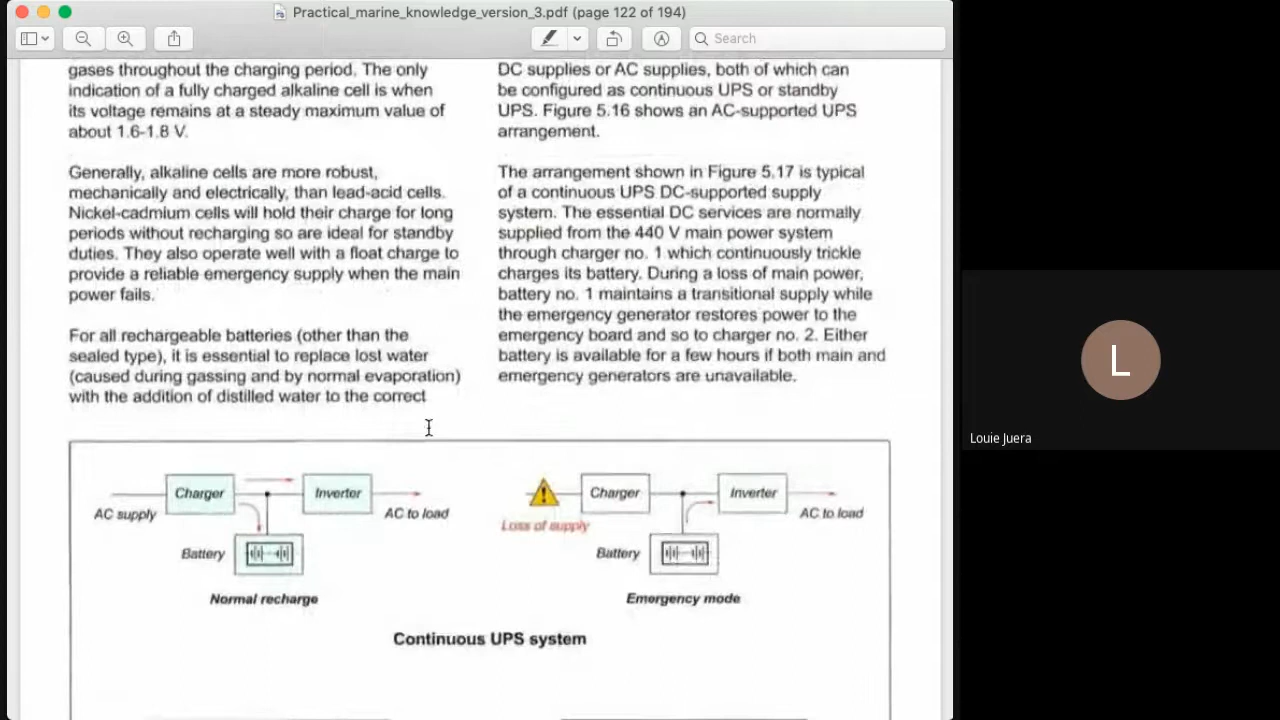 Practical_marine_knowledge_version_3.pdf (page 122 of 194)
Search
gases throughout the charging period. The only
indication of a fully charged alkaline cell is when
its voltage remains at a steady maximum value of
about 1.6-1.8 V.
Generally, alkaline cells are more robust,
mechanically and electrically, than lead-acid cells.
Nickel-cadmium cells will hold their charge for long
periods without recharging so are ideal for standby
duties. They also operate well with a float charge to
provide a reliable emergency supply when the main
power fails.
For all rechargeable batteries (other than the
sealed type), it is essential to replace lost water
(caused during gassing and by normal evaporation)
with the addition of distilled water to the correct
DC supplies or AC supplies, both of which can
be configured as continuous UPS or standby
UPS. Figure 5.16 shows an AC-supported UPS
arrangement.
The arrangement shown in Figure 5.17 is typical
of a continuous UPS DC-supported supply
system. The essential DC services are normally
supplied from the 440 V main power system
through charger no. 1 which continuously trickle
charges its battery. During a loss of main power,
battery no. 1 maintains a transitional supply while
the emergency generator restores power to the
emergency board and so to charger no. 2. Either
battery is available for a few hours if both main and
emergency generators are unavailable.
Charger
Inverter
AC supply
AC to load
Battery
Normal recharge
Charger
Inverter
Loss of supply
AC to load
Battery
Emergency mode
Continuous UPS system
L
Louie Juera